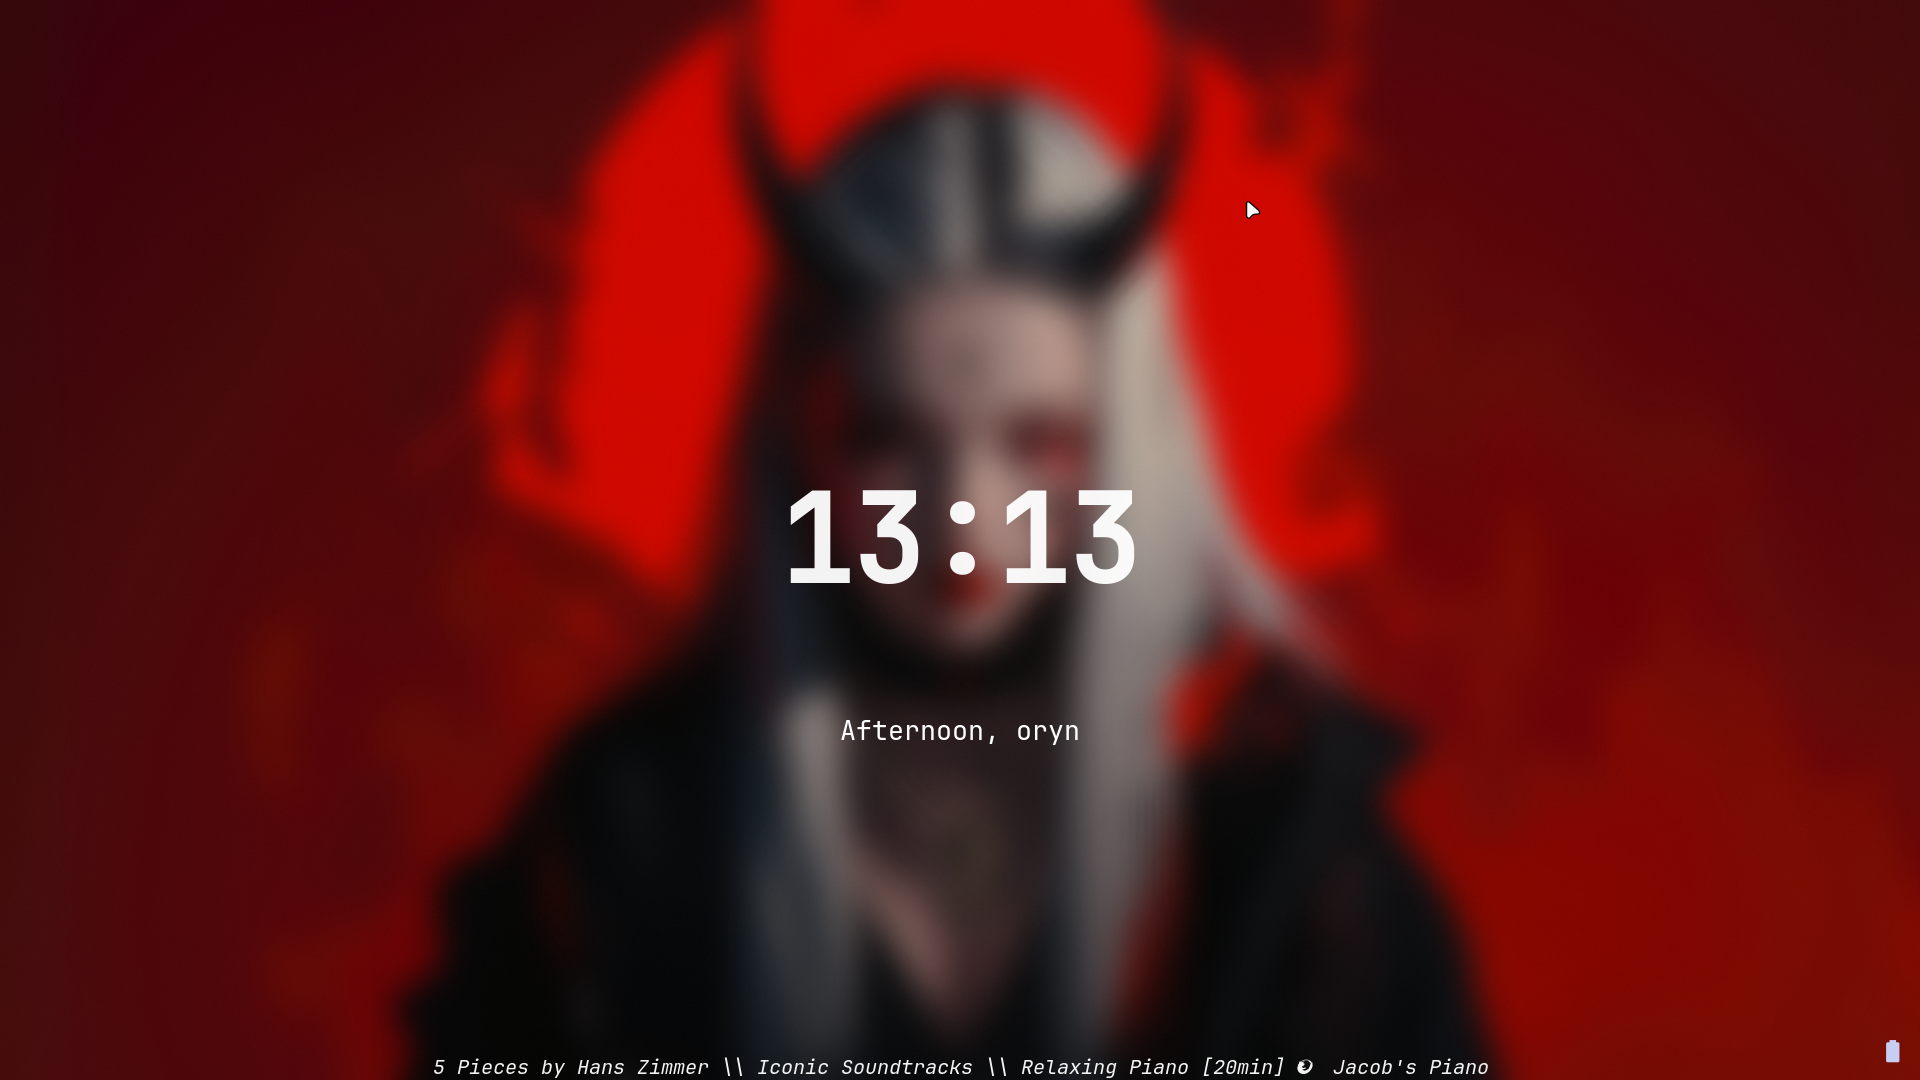 13:13
Afternoon, oryn
5 Pieces by Hans Zimmer \\ Iconic Soundtracks \\ Relaxing Piano [20min] Jacob's Piano